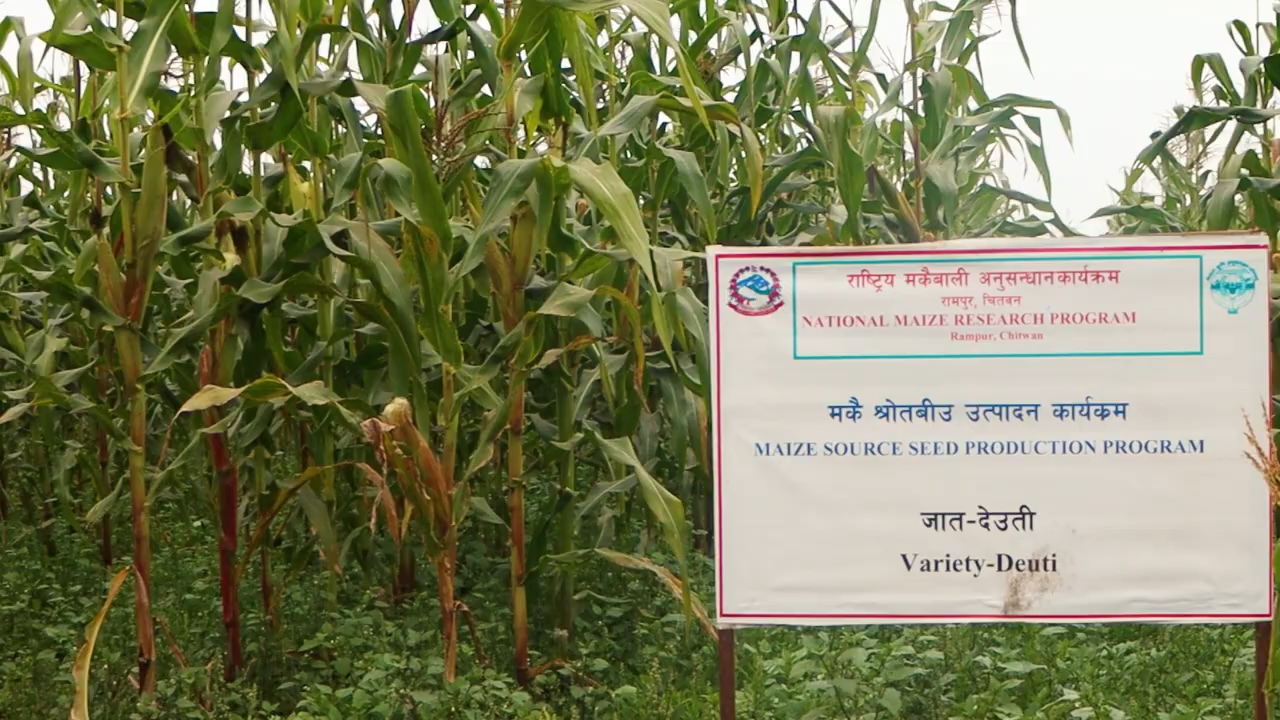 राष्ट्रिय मकैबाली अनुसन्धानकार्यक्रम
रामपुर, चितवन
NATIONAL MAIZE RESEARCH PROGRAM
Rampur, Chitwan
मकै श्रोतबीउ उत्पादन कार्यक्रम
MAIZE SOURCE SEED PRODUCTION PROGRAM
जात-देउती
Variety-Deuti